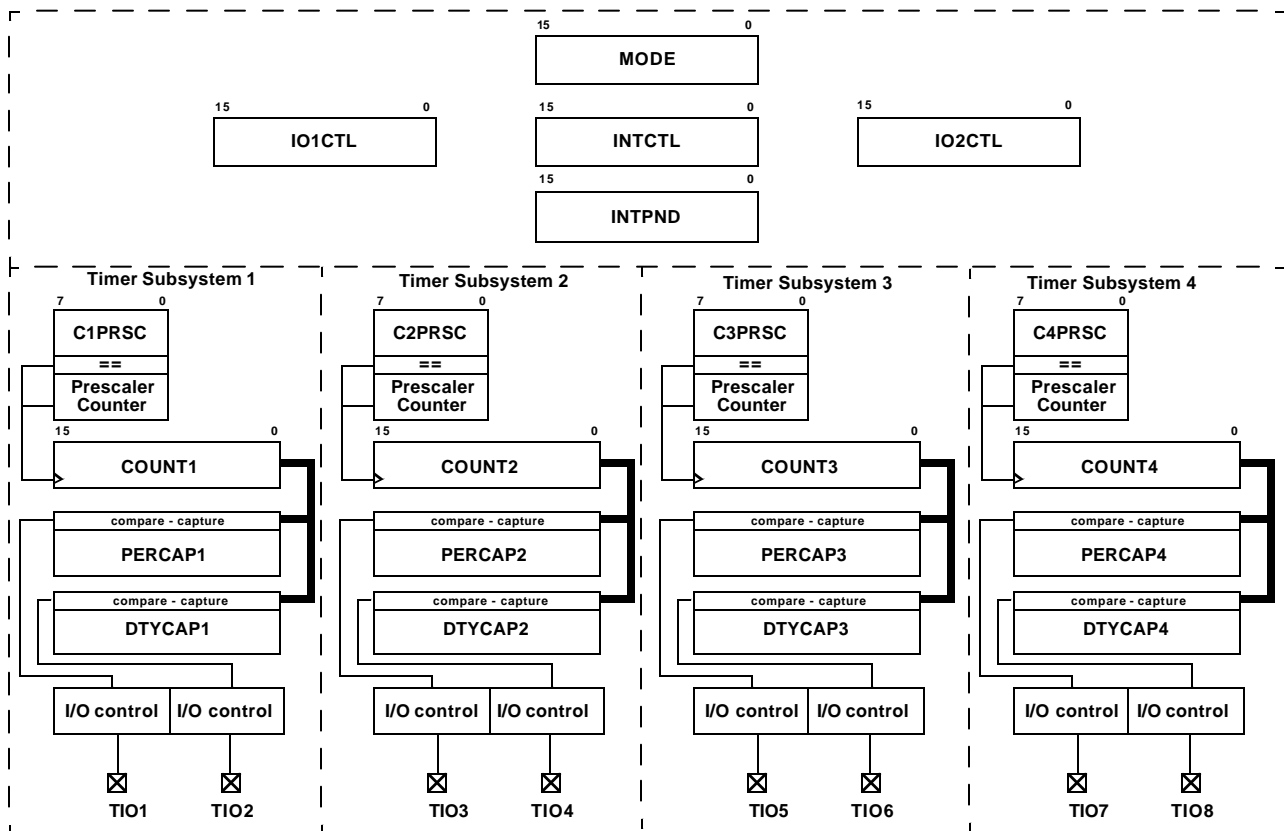 15 0
MODE
15 0 15 0 15 0
IO1CTL INTCTL IO2CTL
15 0
INTPND
Timer Subsystem 1 Timer Subsystem 2 Timer Subsystem 3 Timer Subsystem 4
7 0 7 0 7 0 7 0
C1PRSC C2PRSC C3PRSC C4PRSC
== == == ==
Prescaler Prescaler Prescaler Prescaler
Counter Counter Counter Counter
15 0 15 0 15 0 15 0
COUNT1 COUNT2 COUNT3 COUNT4
compare - capture compare - capture compare - capture compare - capture
PERCAP1 PERCAP2 PERCAP3 PERCAP4
compare - capture compare - capture compare - capture compare - capture
DTYCAP1 DTYCAP2 DTYCAP3 DTYCAP4
I/O control I/O control I/O control I/O control I/O control I/O control I/O control I/O control
TIO1 TIO2 TIO3 TIO4 TIO5 TIO6 TIO7 TIO8